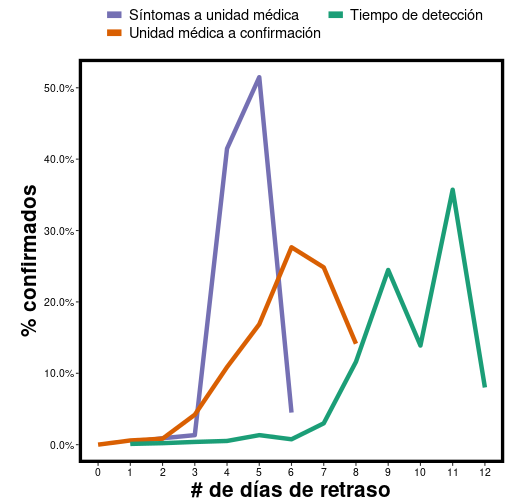 Síntomas a unidad médica
Tiempo de detección
Unidad médica a confirmación
50.0%
40.0%
30.0%
20.0%
10.0%
0.0%
% confirmados
0 1 2 3 4 5 6 7 8 9 10 11 12
# de días de retraso